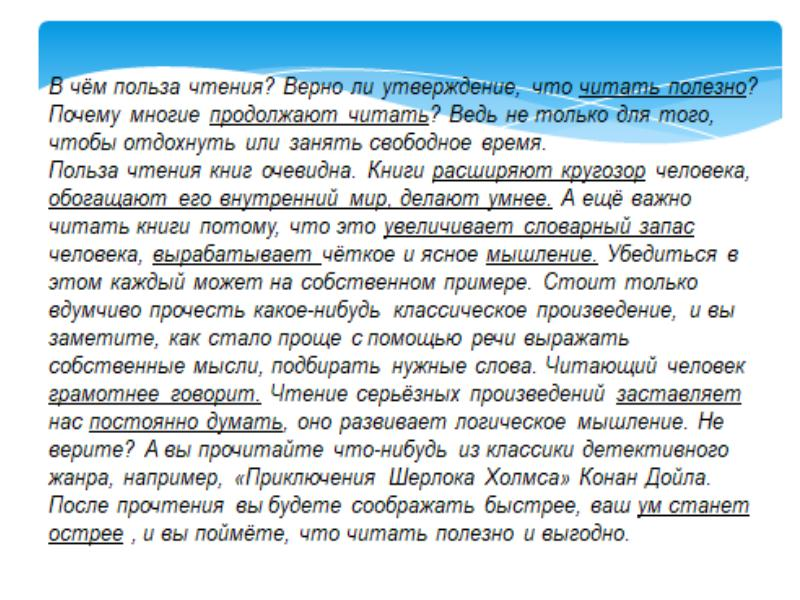 В чём польза чтения? Верно ли утверждение, что читать полезно?
Почему многие продолжают читать? Ведь не только для того,
чтобы отдохнуть или занять свободное время.
Польза чтения книг очевидна. Книги расширяют кругозор человека,
обогащают его внутренний мир, делают умнее. А ещё важно
читать книги потому, что это увеличивает словарный запас
человека, вырабатывает чёткое и ясное мышление. Убедиться в
этом каждый может на собственном примере. Стоит только
вдумчиво прочесть какое-нибудь классическое произведение, и вы
заметите, как стало проще с помощью речи выражать
собственные мысли, подбирать нужные слова. Читающий человек
грамотнее говорит. Чтение серьёзных произведений заставляет
нас постоянно думать, оно развивает логическое мышление. Не
верите? А вы прочитайте что-нибудь из классики детективного
жанра, например, «Приключения Шерлока Холмса» Конан Дойла.
После прочтения вы будете соображать быстрее, ваш ум станет
острее , и вы поймёте, что читать полезно и выгодно.